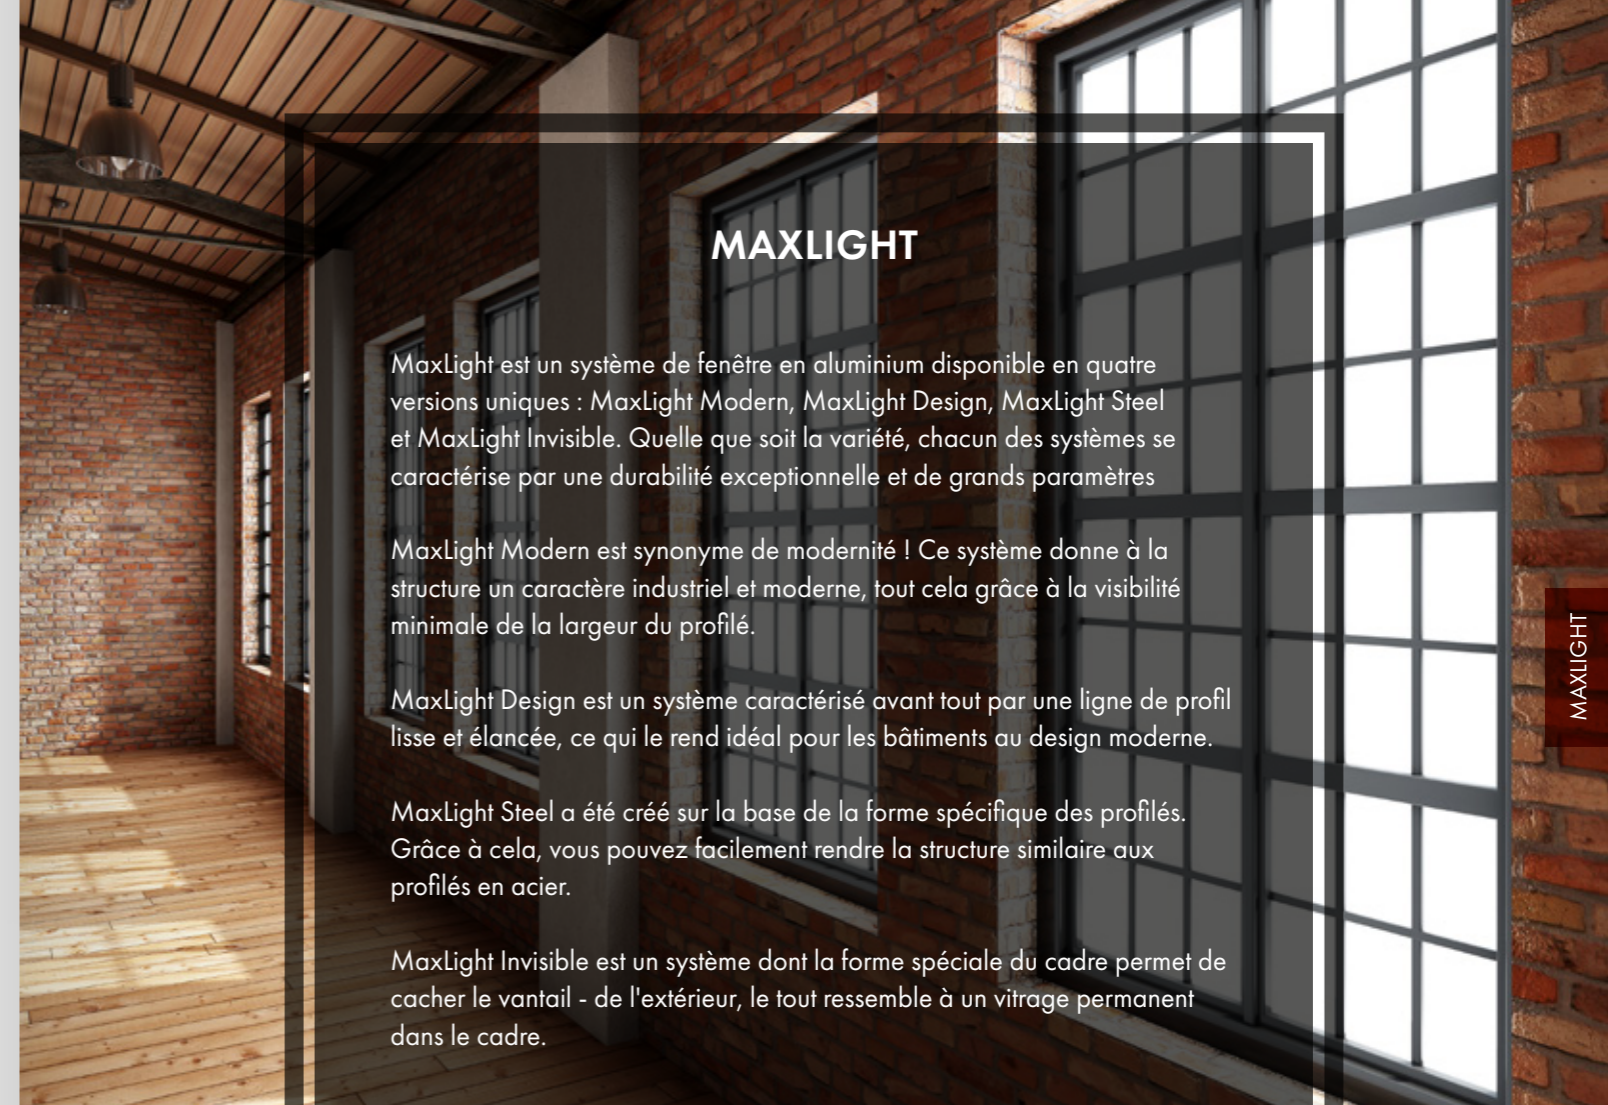 MAXLIGHT
MaxLight est un système de fenêtre en aluminium disponible en quatre
versions uniques : MaxLight Modern, MaxLight Design, MaxLight Steel
et MaxLight Invisible. Quelle que soit la variété, chacun des systèmes se
caractérise par une durabilité exceptionnelle et de grands paramètres
MaxLight Modern est synonyme de modernité ! Ce système donne à la
structure un caractère industriel et moderne, tout cela grâce à la visibilité
minimale de la largeur du profilé.
MaxLight Design est un système caractérisé avant tout par une ligne de profil
lisse et élancée, ce qui le rend idéal pour les bâtiments au design moderne.
MaxLight Steel a été créé sur la base de la forme spécifique des profilés.
Grâce à cela, vous pouvez facilement rendre la structure similaire aux
profilés en acier.
MaxLight Invisible est un système dont la forme spéciale du cadre permet de
cacher le vantail - de l'extérieur, le tout ressemble à un vitrage permanent
dans le cadre.
MAXLIGHT